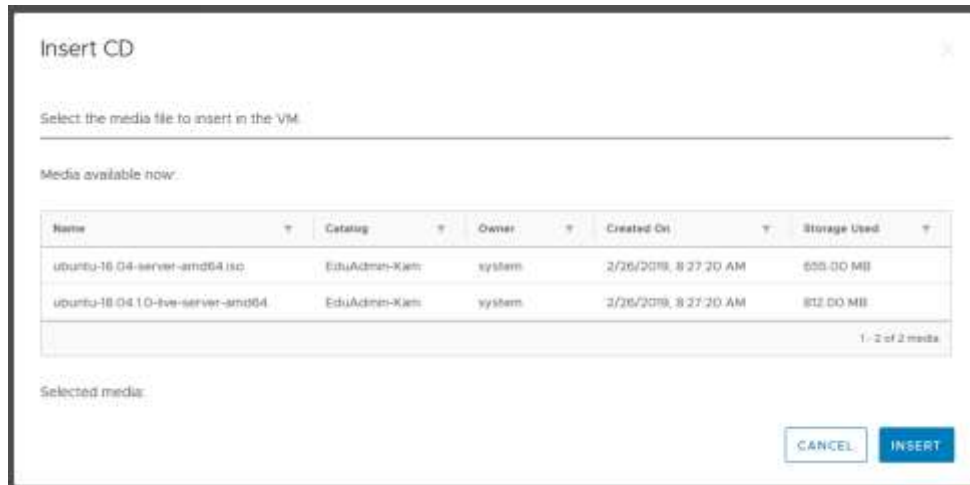 Insert CD
Select the media file to insert in the VM.
Media available now:
Name Catalog Owner Created On Storage Used
ubuntu-16.04-server-amd64.iso EduAdmin-Kam system 2/26/2019, 8:27:20 AM 655.00 MB
ubuntu-18.04.1.0-live-server-amd64 EduAdmin-Kam system 2/26/2019, 8:27:20 AM 812.00 MB
1 - 2 of 2 media
Selected media:
CANCEL INSERT